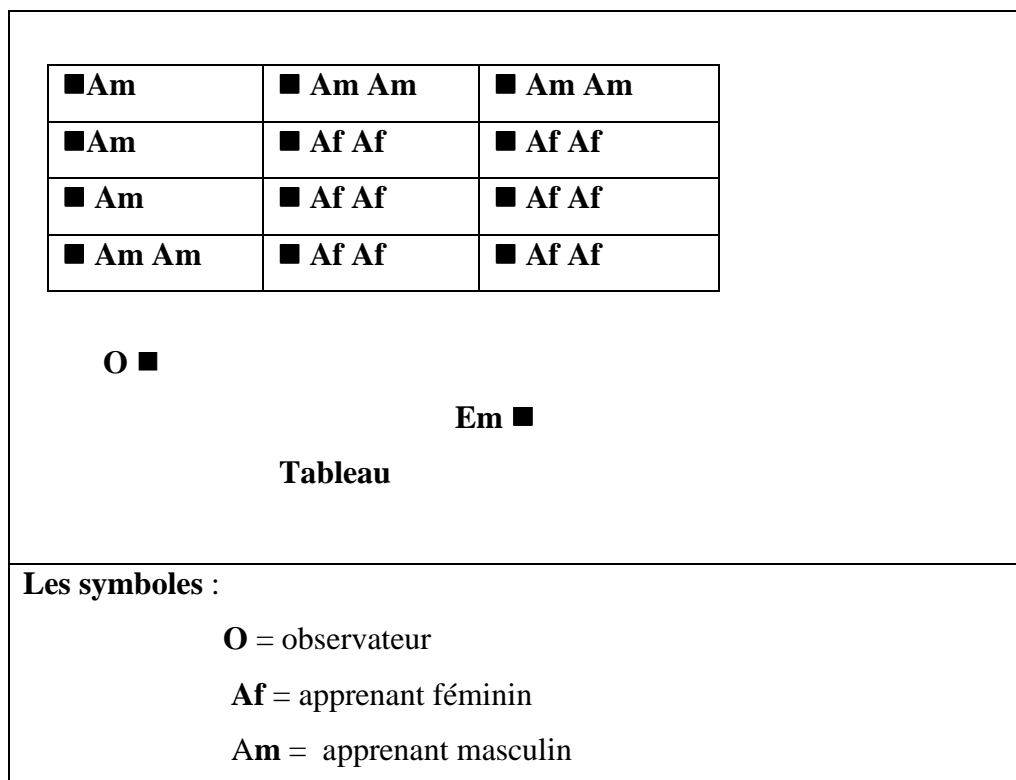 ■Am ■ Am Am ■ Am Am
■Am ■ Af Af ■ Af Af
■ Am ■ Af Af ■ Af Af
■ Am Am ■ Af Af ■ Af Af
O ■
Em ■
Tableau
Les symboles :
O = observateur
Af = apprenant féminin
Am = apprenant masculin